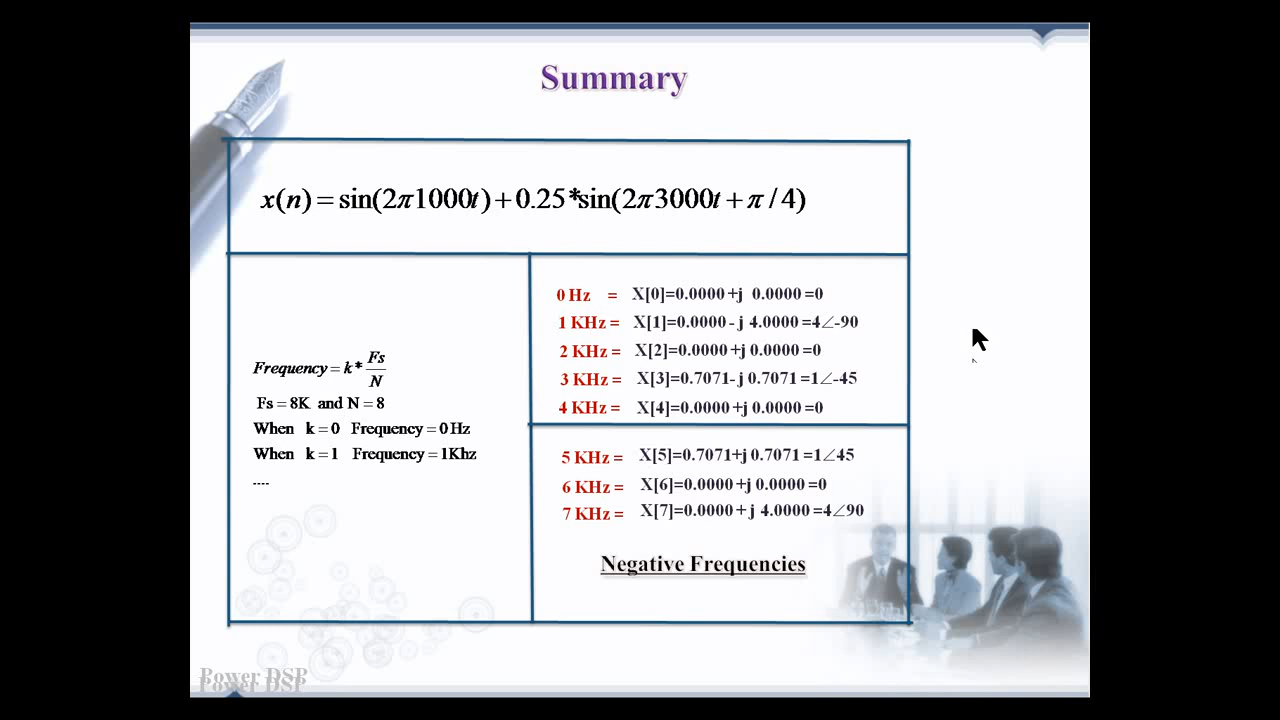 Summary
x(n) = sin(2π1000t) + 0.25*sin(2π3000t + π / 4)
Frequency = k * Fs / N
Fs = 8K and N = 8
When k = 0 Frequency = 0 Hz
When k = 1 Frequency = 1Khz
----
0 Hz = X[0]=0.0000 +j 0.0000 =0
1 KHz = X[1]=0.0000 - j 4.0000 =4∠-90
2 KHz = X[2]=0.0000 +j 0.0000 =0
3 KHz = X[3]=0.7071- j 0.7071 =1∠-45
4 KHz = X[4]=0.0000 +j 0.0000 =0
5 KHz = X[5]=0.7071+j 0.7071 =1∠45
6 KHz = X[6]=0.0000 +j 0.0000 =0
7 KHz = X[7]=0.0000 + j 4.0000 =4∠90
Negative Frequencies
Power DSP
Power DSP